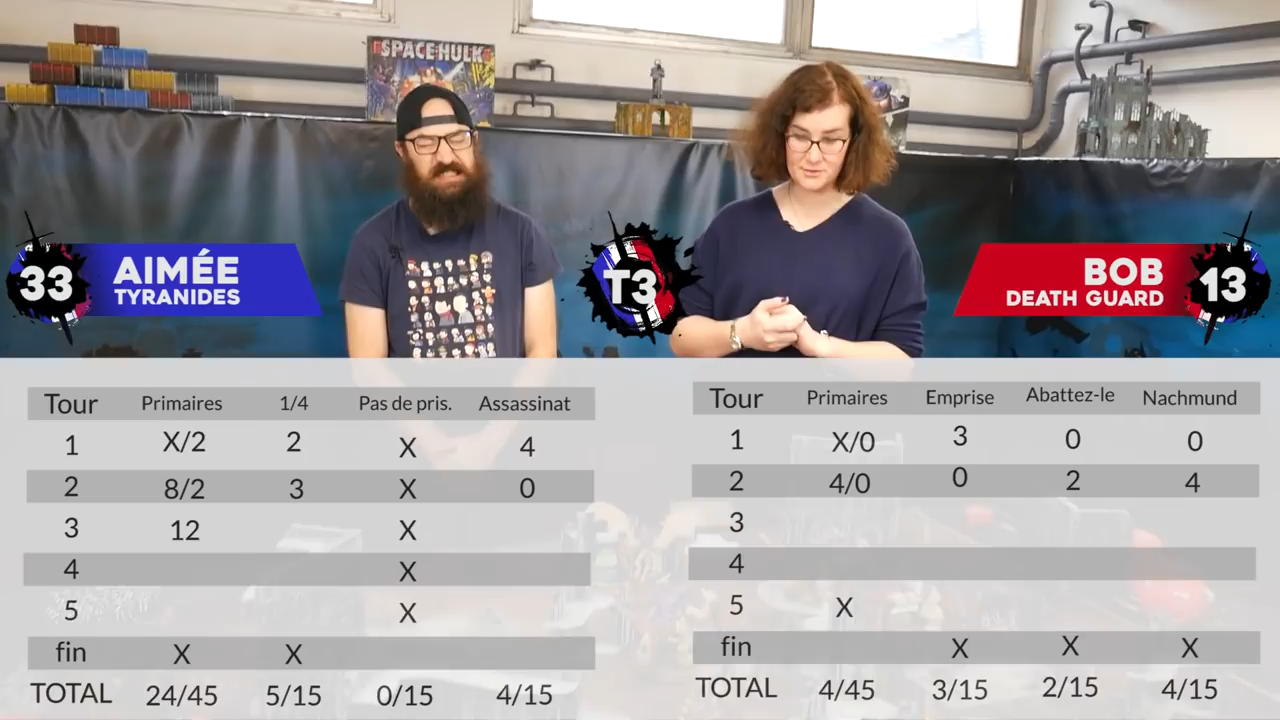 SPACE HULK
33
AIMÉE
TYRANIDES
T3
BOB
DEATH GUARD
13
Tour Primaires 1/4 Pas de pris. Assassinat
1 X/2 2 X 4
2 8/2 3 X 0
3 12 X
4 X
5 X
fin X X
TOTAL 24/45 5/15 0/15 4/15
Tour Primaires Emprise Abattez-le Nachmund
1 X/0 3 0 0
2 4/0 0 2 4
3
4
5 X
fin X X X
TOTAL 4/45 3/15 2/15 4/15